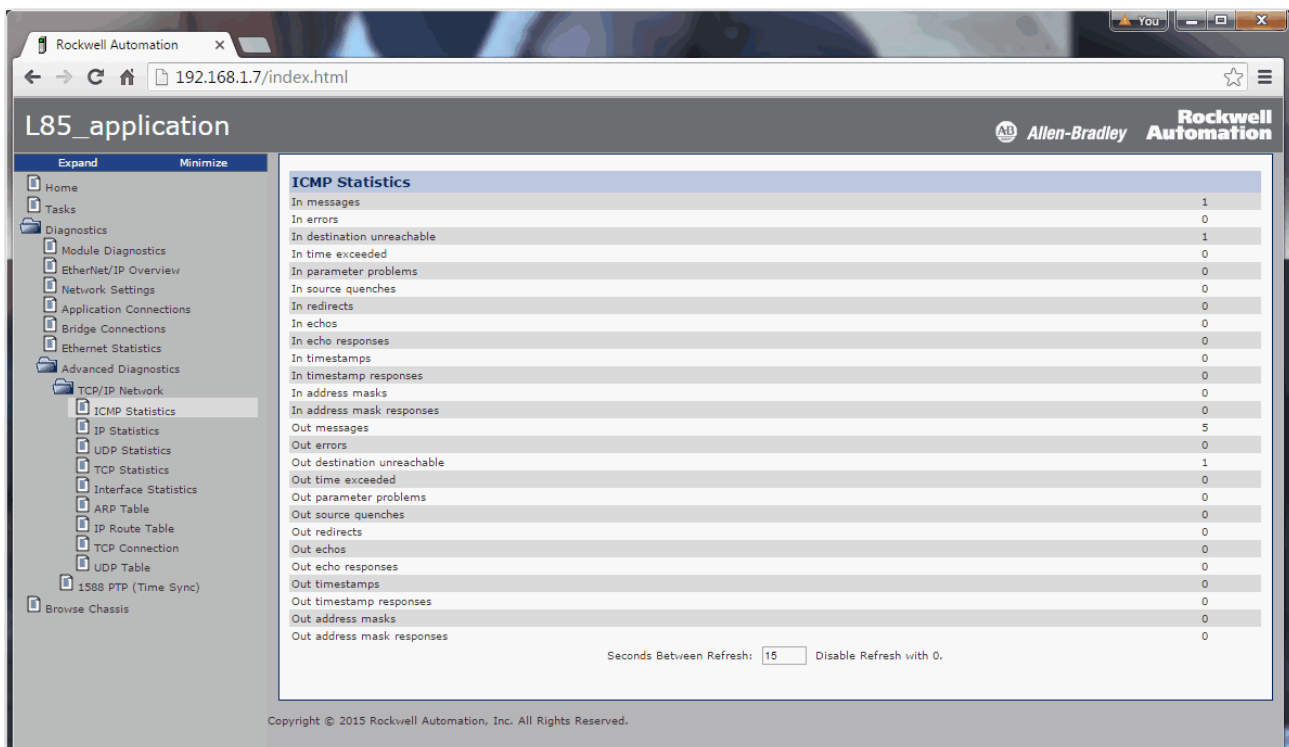 Rockwell Automation
You
192.168.1.7/index.html
L85_application
AB Allen-Bradley Rockwell Automation
Expand Minimize
Home
Tasks
Diagnostics
Module Diagnostics
EtherNet/IP Overview
Network Settings
Application Connections
Bridge Connections
Ethernet Statistics
Advanced Diagnostics
TCP/IP Network
ICMP Statistics
IP Statistics
UDP Statistics
TCP Statistics
Interface Statistics
ARP Table
IP Route Table
TCP Connection
UDP Table
1588 PTP (Time Sync)
Browse Chassis
ICMP Statistics
In messages 1
In errors 0
In destination unreachable 1
In time exceeded 0
In parameter problems 0
In source quenches 0
In redirects 0
In echos 0
In echo responses 0
In timestamps 0
In timestamp responses 0
In address masks 0
In address mask responses 0
Out messages 5
Out errors 0
Out destination unreachable 1
Out time exceeded 0
Out parameter problems 0
Out source quenches 0
Out redirects 0
Out echos 0
Out echo responses 0
Out timestamps 0
Out timestamp responses 0
Out address masks 0
Out address mask responses 0
Seconds Between Refresh: 15 Disable Refresh with 0.
Copyright © 2015 Rockwell Automation, Inc. All Rights Reserved.